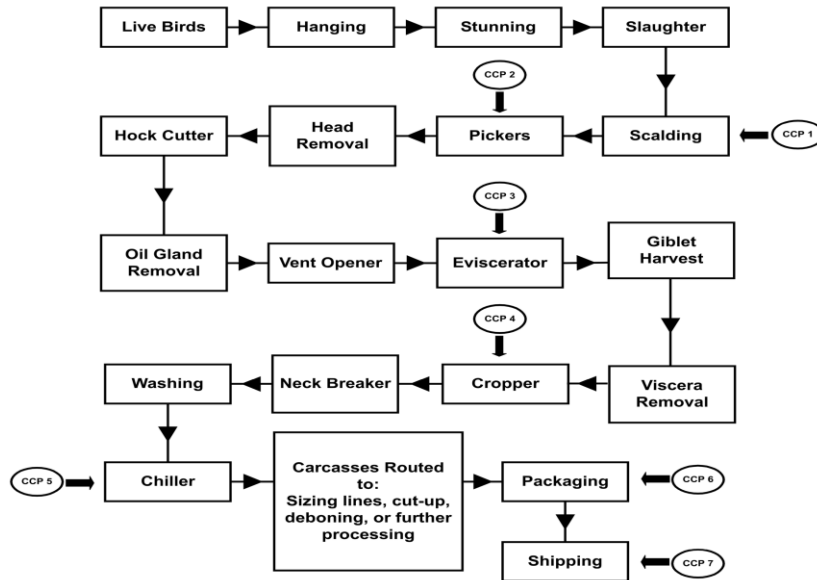 Live Birds
Hanging
Stunning
Slaughter
CCP 2
Hock Cutter
Head
Removal
Pickers
Scalding
CCP 1
CCP 3
Oil Gland
Removal
Vent Opener
Eviscerator
Giblet
Harvest
CCP 4
Washing
Neck Breaker
Cropper
Viscera
Removal
CCP 5
Chiller
Carcasses Routed
to:
Sizing lines, cut-up,
deboning, or further
processing
Packaging
CCP 6
Shipping
CCP 7